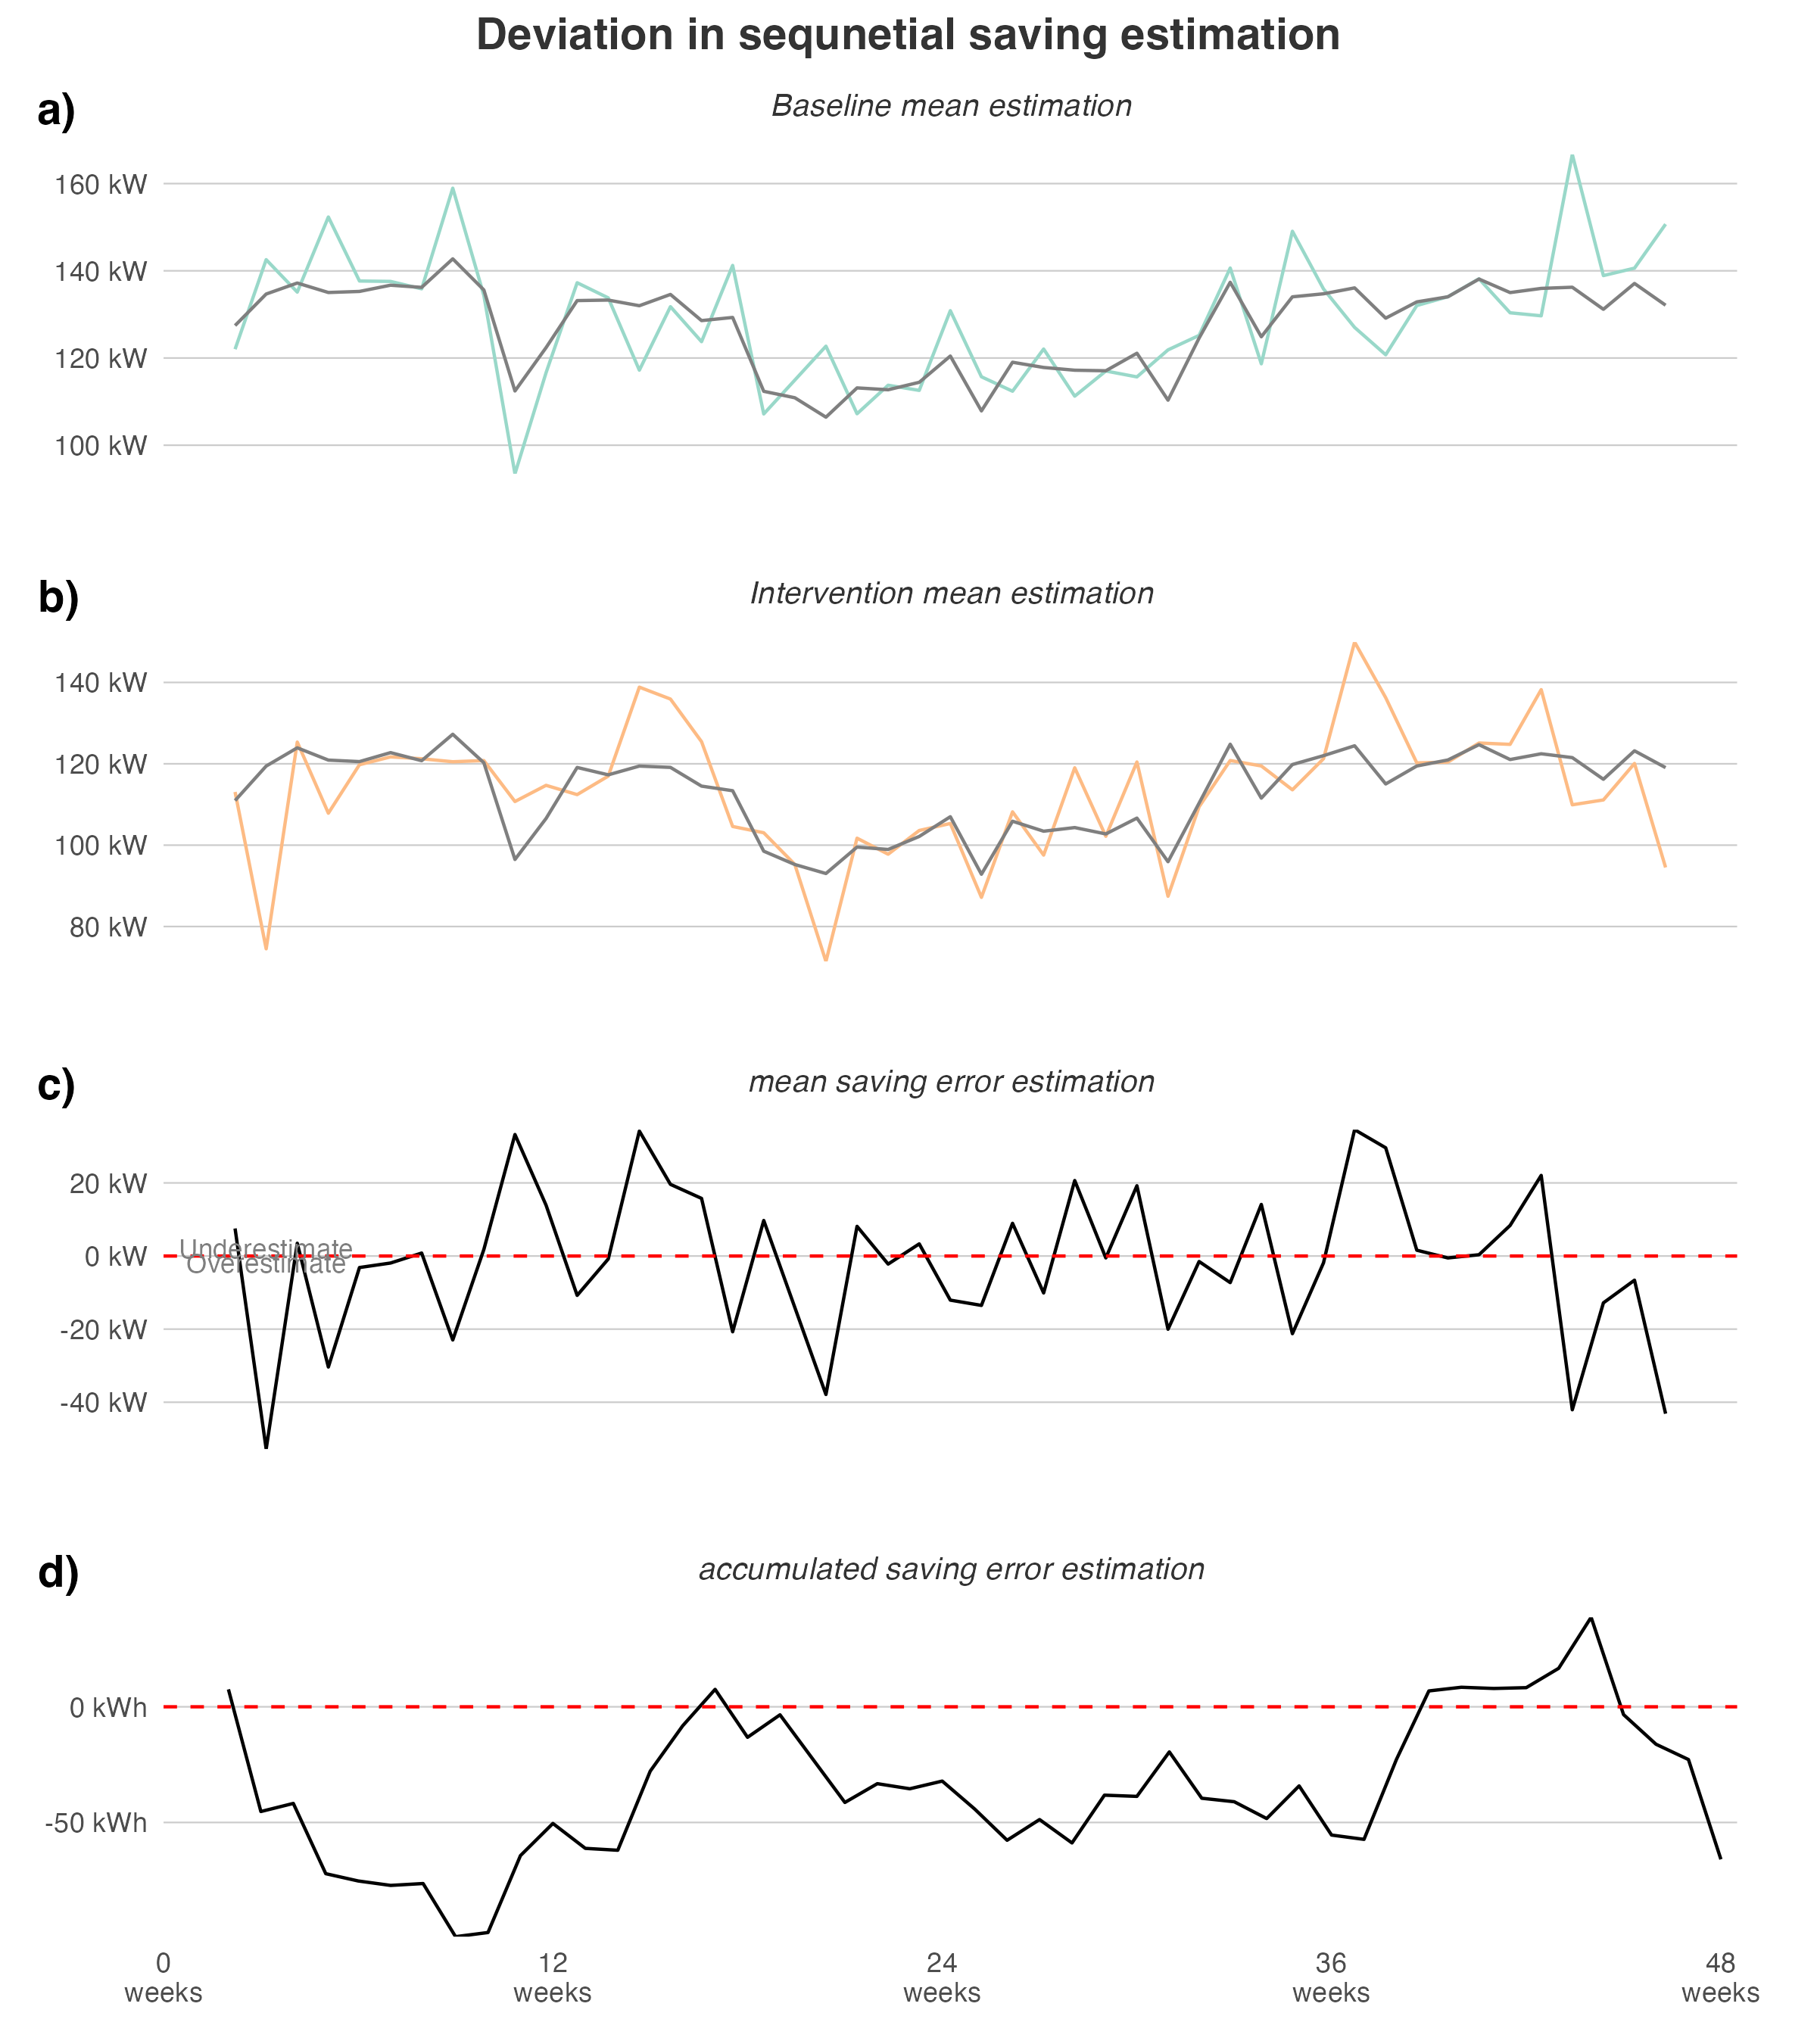 Deviation in sequnetial saving estimation
a)
Baseline mean estimation
160 kW
140 kW
120 kW
100 kW
b)
Intervention mean estimation
140 kW
120 kW
100 kW
80 kW
c)
mean saving error estimation
20 kW
Underestimate
0 kW
Overestimate
-20 kW
-40 kW
d)
accumulated saving error estimation
0 kWh
-50 kWh
0 12 24 36 48
weeks weeks weeks weeks weeks